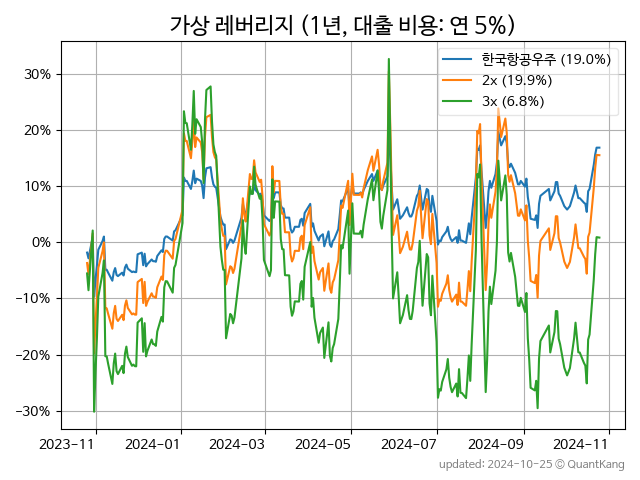 가상 레버리지 (1년, 대출 비용: 연 5%)
한국항공우주 (19.0%)
2x (19.9%)
3x (6.8%)
30%
20%
10%
0%
−10%
−20%
−30%
2023-11 2024-01 2024-03 2024-05 2024-07 2024-09 2024-11
updated: 2024-10-25 © QuantKang